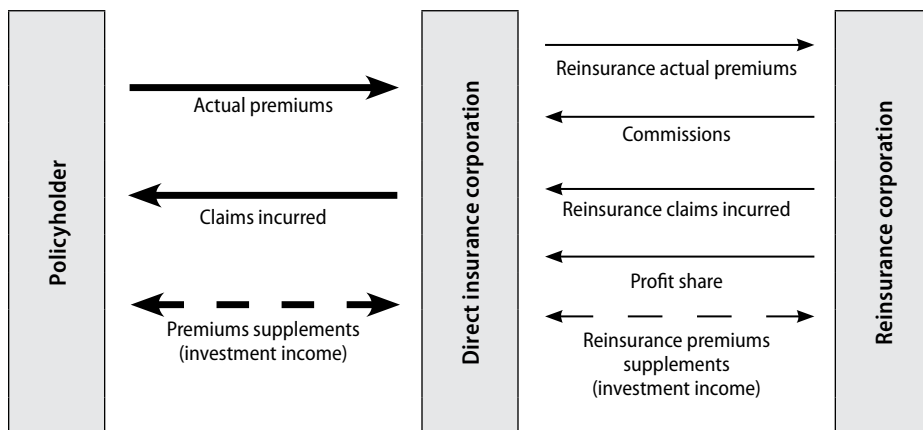 Policyholder
Actual premiums
Claims incurred
Premiums supplements
(investment income)
Direct insurance corporation
Reinsurance actual premiums
Commissions
Reinsurance claims incurred
Profit share
Reinsurance premiums
supplements
(investment income)
Reinsurance corporation